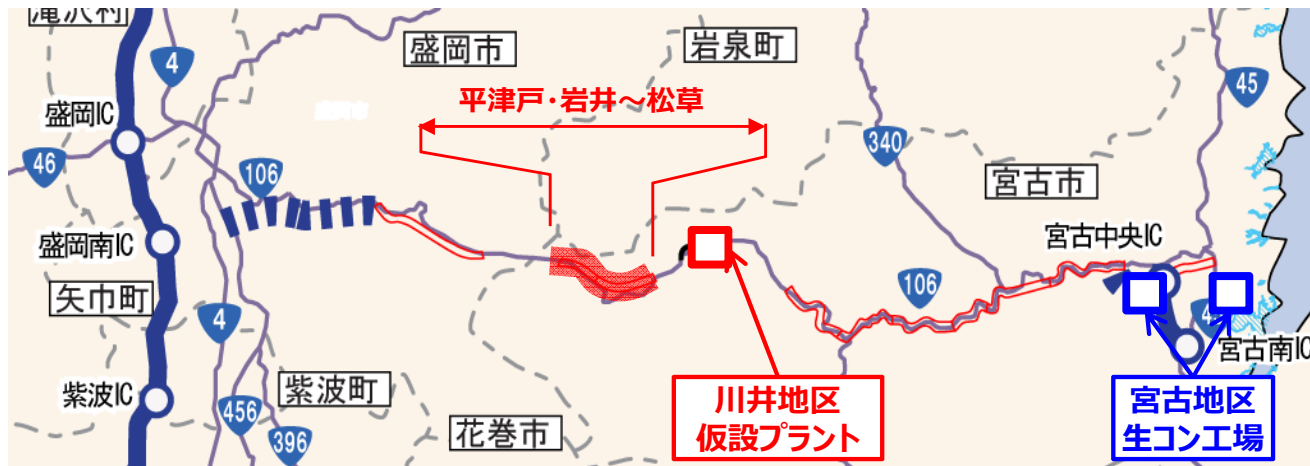 滝沢村
4
盛岡市
岩泉町
45
平津戸・岩井～松草
盛岡IC
46
106
340
宮古市
盛岡南IC
宮古中央IC
矢巾町
106
4
宮古南IC
紫波IC
紫波町
456
396
花巻市
川井地区
仮設プラント
宮古地区
生コン工場